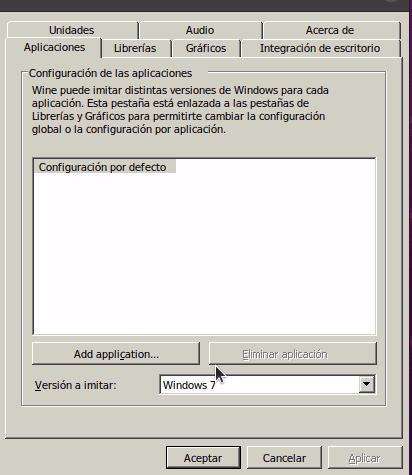 Unidades Audio Acerca de
Aplicaciones Librerías Gráficos Integración de escritorio
Configuración de las aplicaciones
Wine puede imitar distintas versiones de Windows para cada
aplicación. Esta pestaña está enlazada a las pestañas de
Librerías y Gráficos para permitirte cambiar la configuración
global o la configuración por aplicación.
Configuración por defecto
Add application... Eliminar aplicación
Versión a imitar: Windows 7
Aceptar Cancelar Aplicar